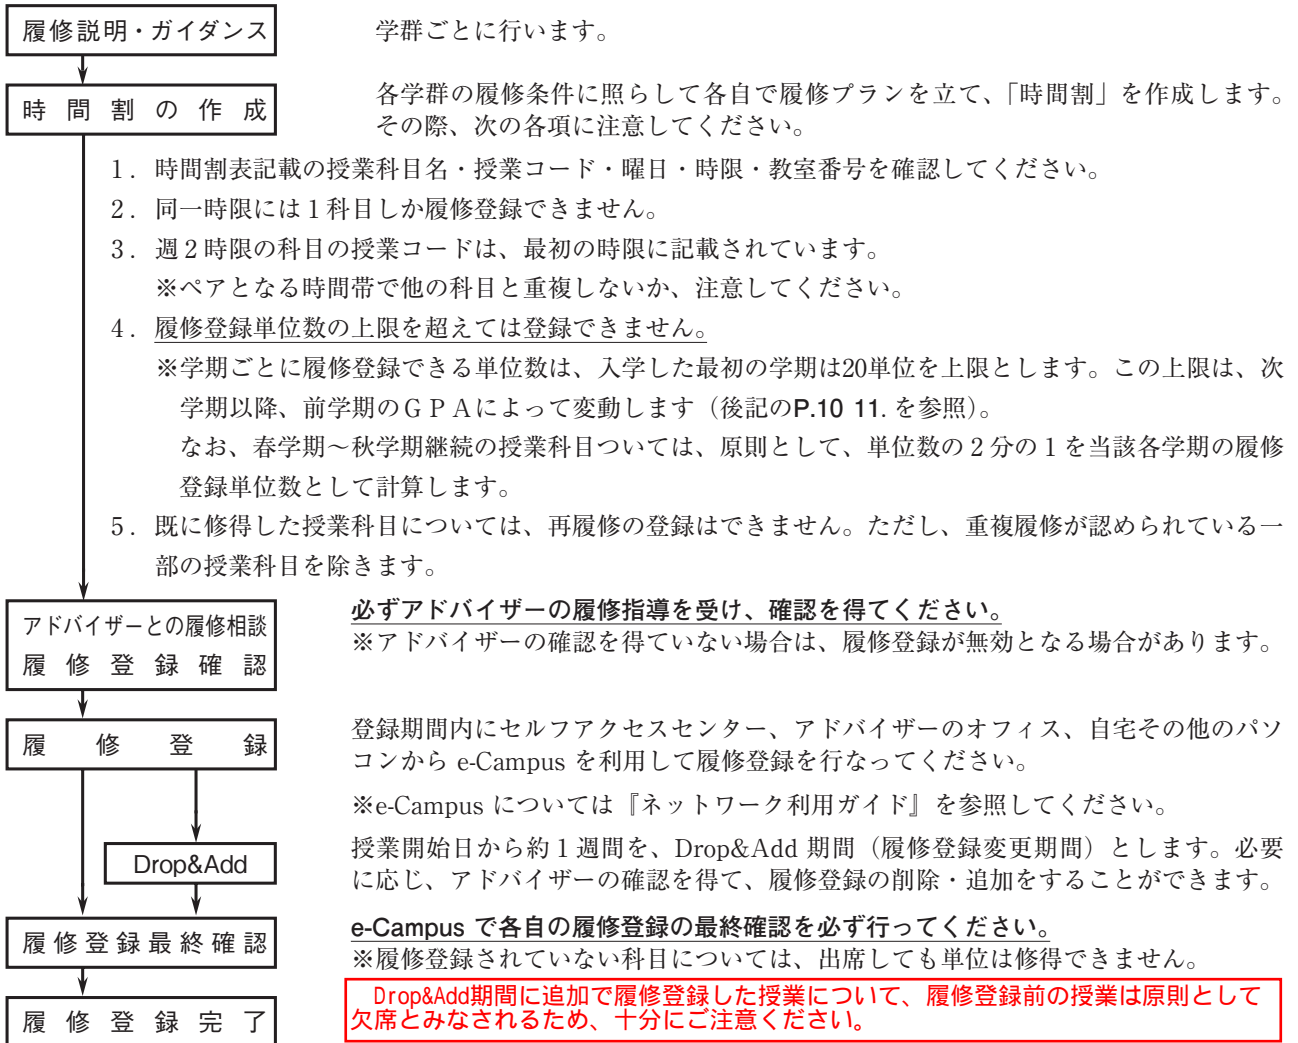 履修説明・ガイダンス
学群ごとに行います。
時間割の作成
各学群の履修条件に照らして各自で履修プランを立て、「時間割」を作成します。
その際、次の各項に注意してください。
１．時間割表記載の授業科目名・授業コード・曜日・時限・教室番号を確認してください。
２．同一時限には１科目しか履修登録できません。
３．週２時限の科目の授業コードは、最初の時限に記載されています。
※ペアとなる時間帯で他の科目と重複しないか、注意してください。
４．履修登録単位数の上限を超えては登録できません。
※学期ごとに履修登録できる単位数は、入学した最初の学期は20単位を上限とします。この上限は、次
学期以降、前学期のＧＰＡによって変動します（後記のP.10 11. を参照）。
なお、春学期～秋学期継続の授業科目ついては、原則として、単位数の２分の１を当該各学期の履修
登録単位数として計算します。
５．既に修得した授業科目については、再履修の登録はできません。ただし、重複履修が認められている一
部の授業科目を除きます。
アドバイザーとの履修相談
履修登録確認
必ずアドバイザーの履修指導を受け、確認を得てください。
※アドバイザーの確認を得ていない場合は、履修登録が無効となる場合があります。
履修登録
登録期間内にセルフアクセスセンター、アドバイザーのオフィス、自宅その他のパソ
コンから e-Campus を利用して履修登録を行なってください。
※e-Campus については『ネットワーク利用ガイド』を参照してください。
Drop&Add
授業開始日から約１週間を、Drop&Add 期間（履修登録変更期間）とします。必要
に応じ、アドバイザーの確認を得て、履修登録の削除・追加をすることができます。
履修登録最終確認
e-Campus で各自の履修登録の最終確認を必ず行ってください。
※履修登録されていない科目については、出席しても単位は修得できません。
履修登録完了
Drop&Add期間に追加で履修登録した授業について、履修登録前の授業は原則として
欠席とみなされるため、十分にご注意ください。